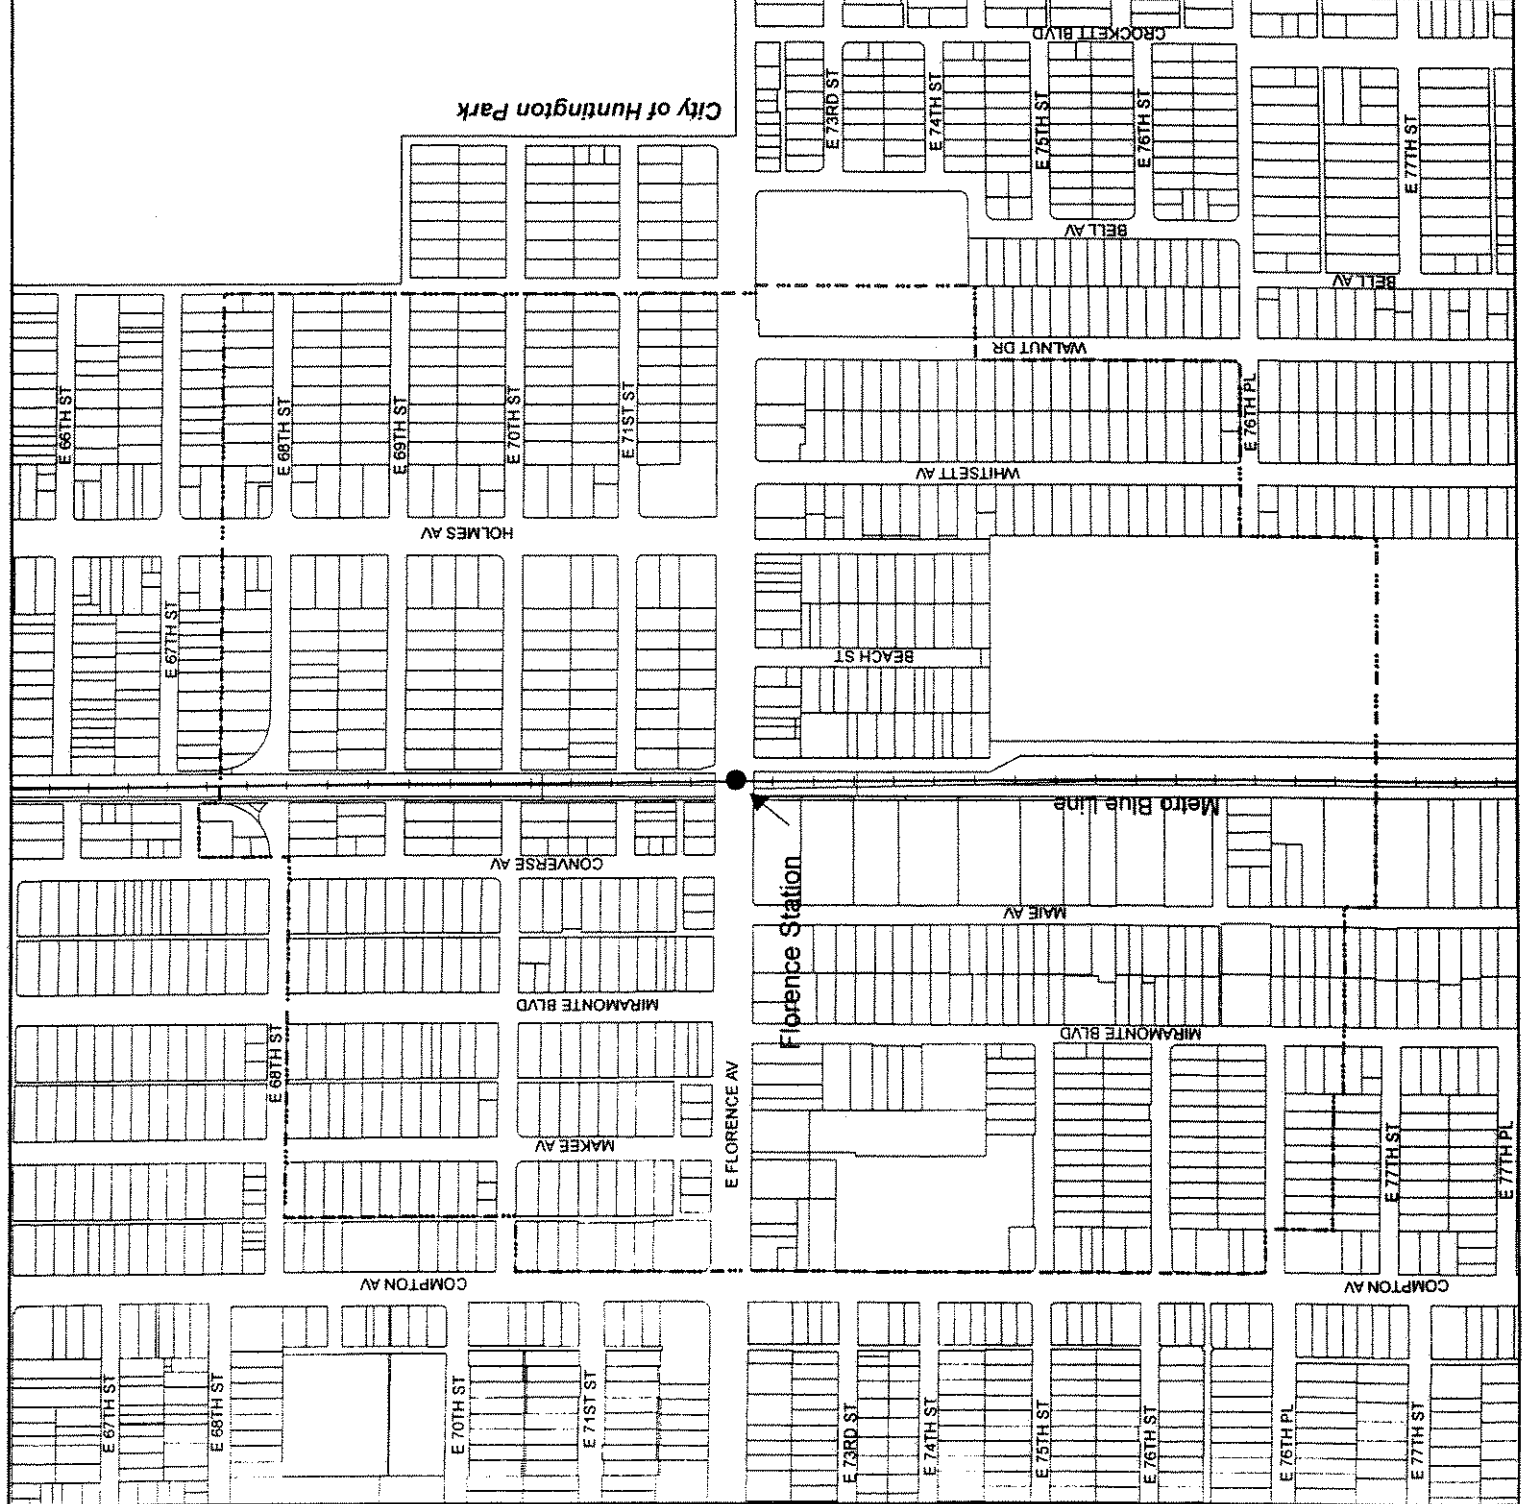 CROCKETT BLVD
City of Huntington Park
E 73RD ST
E 74TH ST
E 75TH ST
E 76TH ST
E 77TH ST
BELL AV
BELL AV
WALNUT DR
E 66TH ST
E 68TH ST
E 69TH ST
E 70TH ST
E 71ST ST
E 76TH PL
WHITSETT AV
HOLMES AV
E 67TH ST
BEACH ST
Metro Blue Line
CONVERSE AV
Florence Station
MAIE AV
MIRAMONTE BLVD
MIRAMONTE BLVD
E 68TH ST
E FLORENCE AV
MAKEE AV
E 77TH ST
E 77TH PL
COMPTON AV
COMPTON AV
E 67TH ST
E 68TH ST
E 70TH ST
E 71ST ST
E 73RD ST
E 74TH ST
E 75TH ST
E 76TH ST
E 76TH PL
E 77TH ST